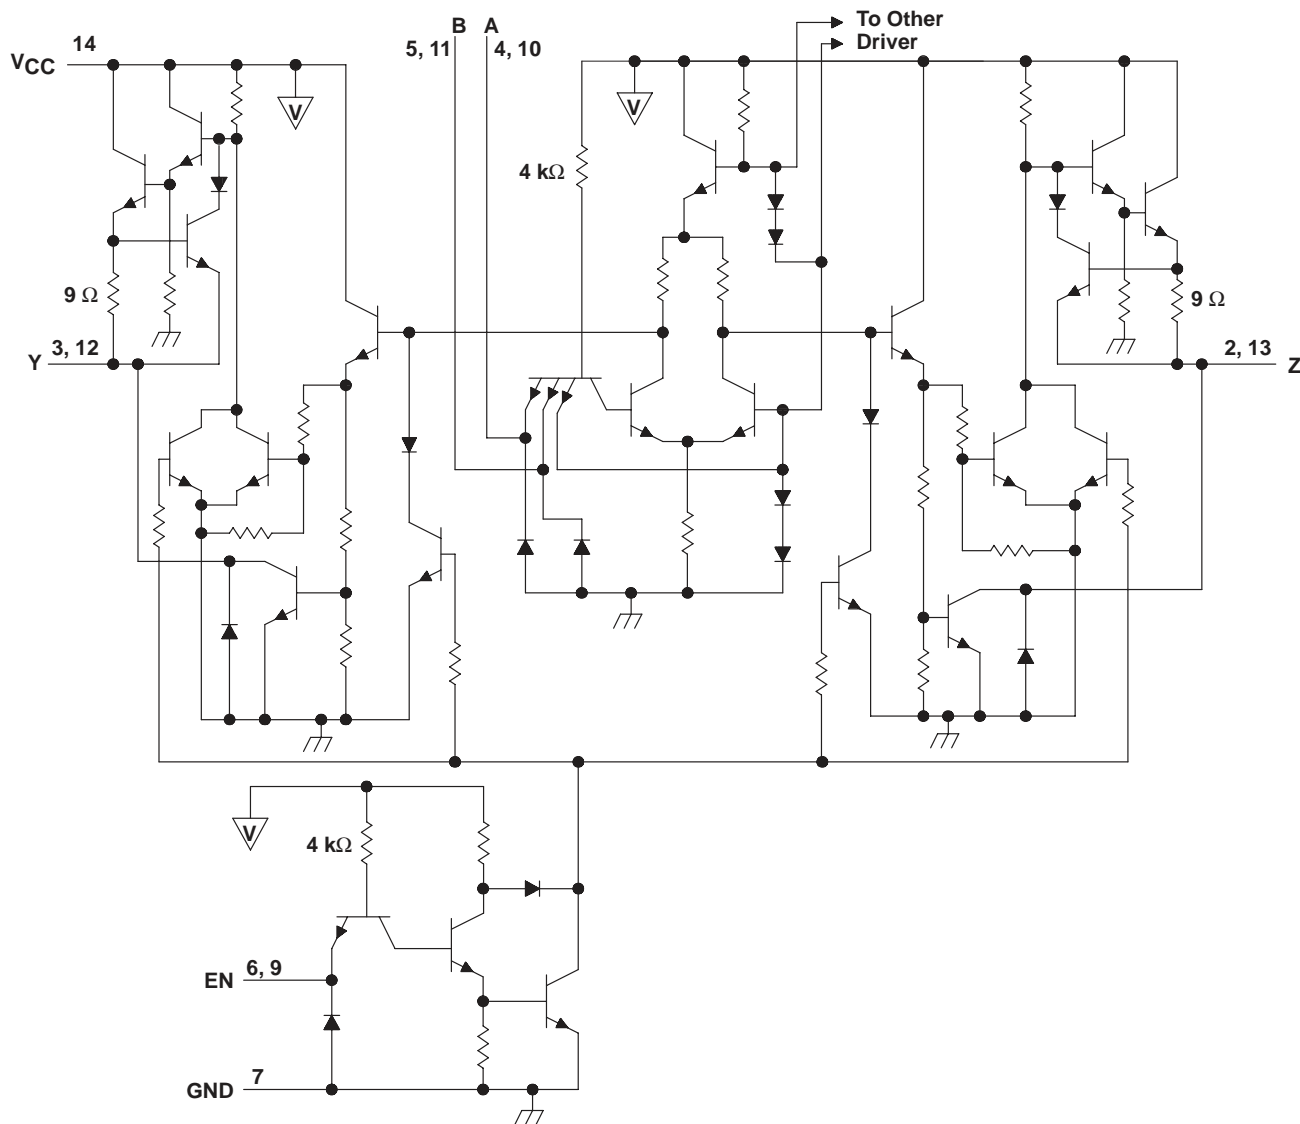 To Other
Driver
B A
5, 11 4, 10
14
VCC
V
V
4 kΩ
9 Ω
9 Ω
3, 12
Y
2, 13
Z
V
4 kΩ
6, 9
EN
7
GND